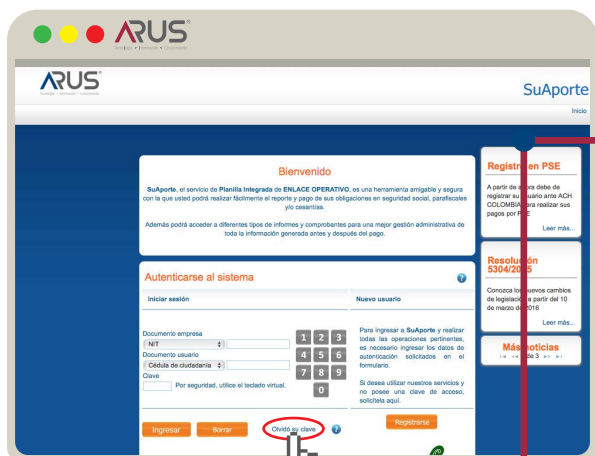 ARUS
Tecnología • Información • Conocimiento
ARUS
Tecnología • Información • Conocimiento
SuAporte
Inicio
Bienvenido
SuAporte, el servicio de Planilla Integrada de ENLACE OPERATIVO, es una herramienta amigable y segura
con la que usted podrá realizar fácilmente el reporte y pago de sus obligaciones en seguridad social, parafiscales
y/o cesantías.
Además podrá acceder a diferentes tipos de informes y comprobantes para una mejor gestión administrativa de
toda la información generada antes y después del pago.
Autenticarse al sistema
?
Iniciar sesión
Nuevo usuario
Documento empresa
NIT
Documento usuario
Cédula de ciudadanía
Clave
Por seguridad, utilice el teclado virtual.
1 2 3
4 5 6
7 8 9
0
Para ingresar a SuAporte y realizar
todas las operaciones pertinentes,
es necesario ingresar los datos de
autenticación solicitados en el
formulario.
Si desea utilizar nuestros servicios y
no posee una clave de acceso,
solicítela aquí.
Ingresar
Borrar
Olvidó su clave
?
Registrarse
Registro en PSE
A partir de ahora debe de
registrar su usuario ante ACH
COLOMBIA para realizar sus
pagos por PSE
Leer más...
Resolución
5304/2015
Conozca los nuevos cambios
de legislación a partir del 10
de marzo de 2016
Leer más...
Más noticias
de 3